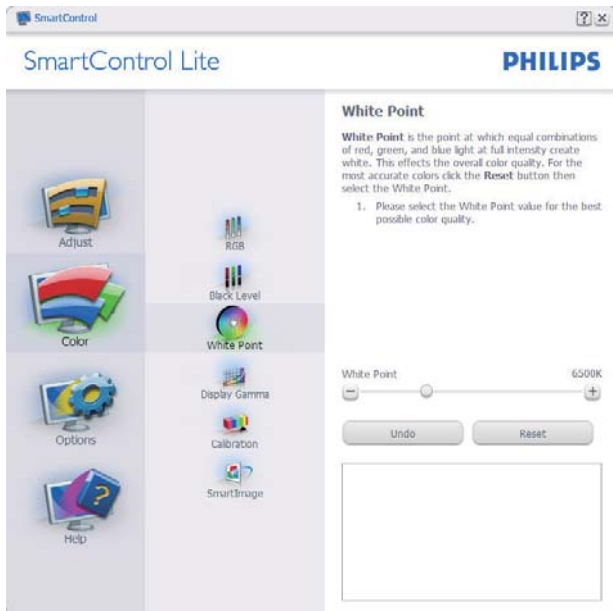 SmartControl
SmartControl Lite
PHILIPS
Adjust
Color
Options
Help
RGB
Black Level
White Point
Display Gamma
Calibration
SmartImage
White Point
White Point is the point at which equal combinations
of red, green, and blue light at full intensity create
white. This effects the overall color quality. For the
most accurate colors click the Reset button then
select the White Point.
1. Please select the White Point value for the best
possible color quality.
White Point 6500K
Undo Reset